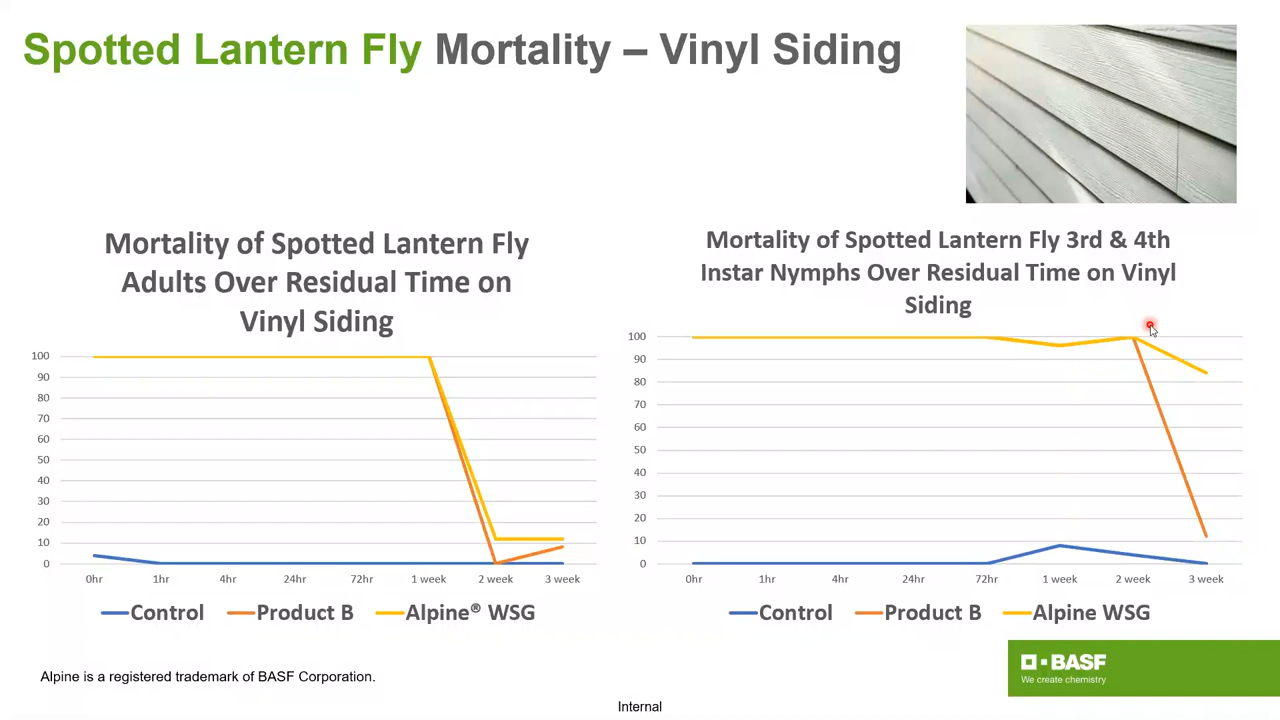 Spotted Lantern Fly Mortality – Vinyl Siding
Mortality of Spotted Lantern Fly
Adults Over Residual Time on
Vinyl Siding
100
90
80
70
60
50
40
30
20
10
0
0hr 1hr 4hr 24hr 72hr 1 week 2 week 3 week
Control Product B Alpine® WSG
Mortality of Spotted Lantern Fly 3rd & 4th
Instar Nymphs Over Residual Time on Vinyl
Siding
100
90
80
70
60
50
40
30
20
10
0
0hr 1hr 4hr 24hr 72hr 1 week 2 week 3 week
Control Product B Alpine WSG
Alpine is a registered trademark of BASF Corporation.
BASF
We create chemistry
Internal